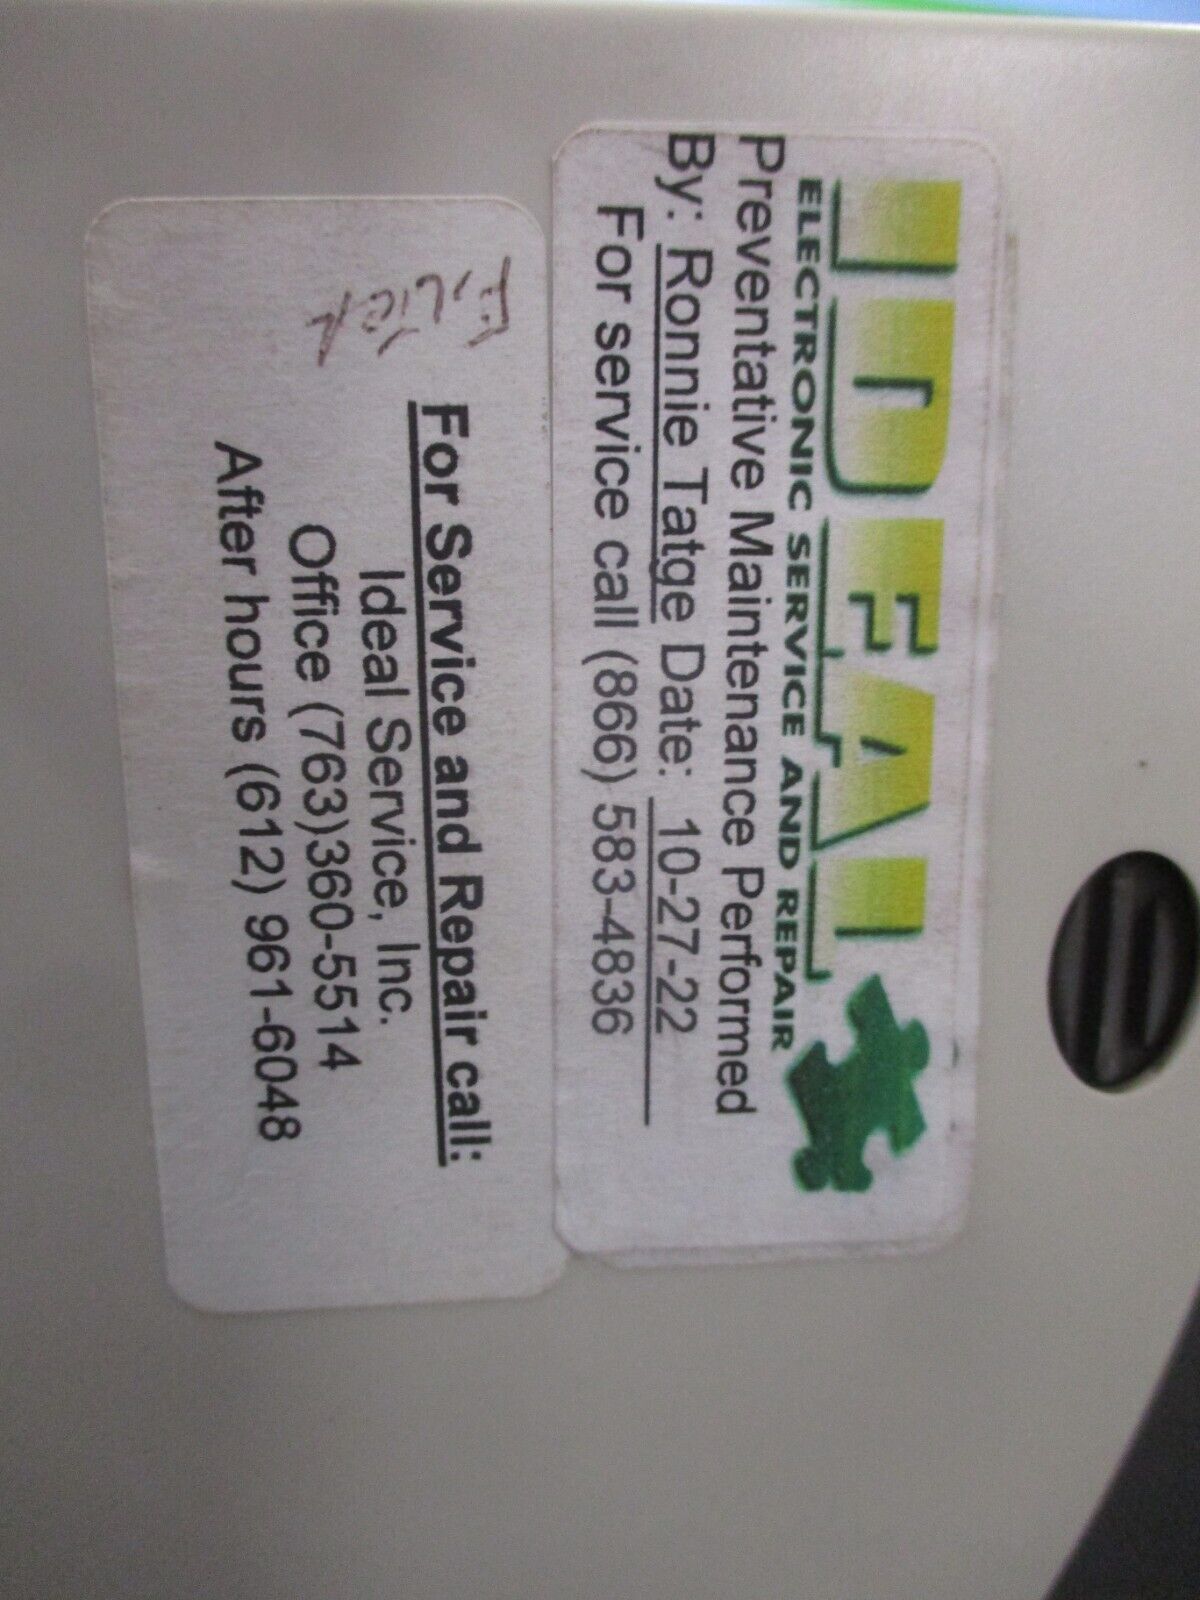 IDEAL
ELECTRONIC SERVICE AND REPAIR
Preventative Maintenance Performed
By: Ronnie Tatge Date: 10-27-22
For service call (866) 583-4836
For Service and Repair call:
Ideal Service, Inc.
Office (763)360-5514
After hours (612) 961-6048